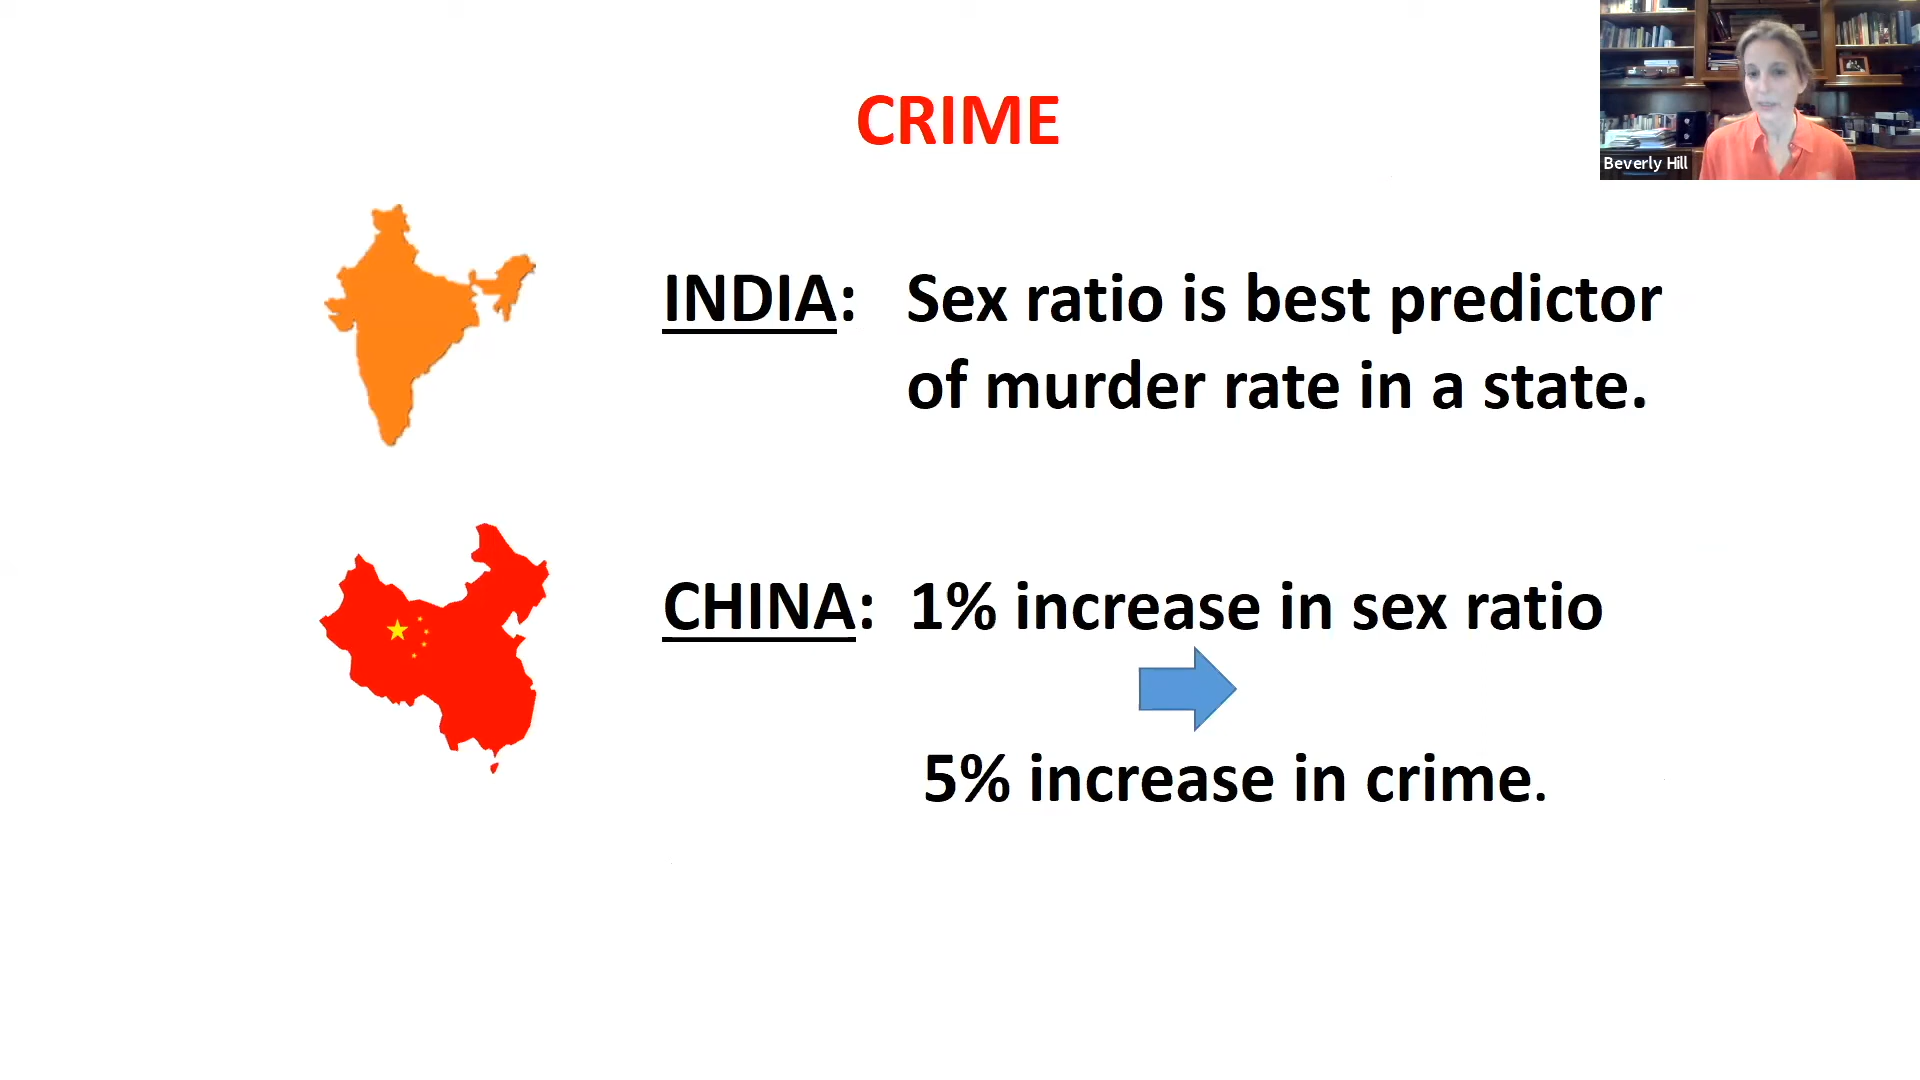 CRIME
Beverly Hill
INDIA: Sex ratio is best predictor
of murder rate in a state.
CHINA: 1% increase in sex ratio
5% increase in crime.